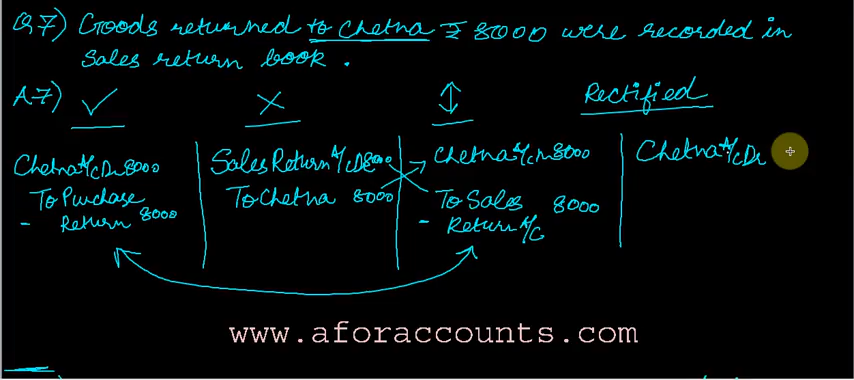 Q.7) Goods returned to Chetna ₹ 8000 were recorded in
Sales return book.
A.7) ✓ × ↕ Rectified
Chetna A/c Dr 8000
To Purchase
- Return 8000
Sales Return A/c Dr 8000
To Chetna 8000
Chetna A/c Dr 8000
To Sales 8000
- Return A/c
Chetna A/c Dr
www.aforaccounts.com